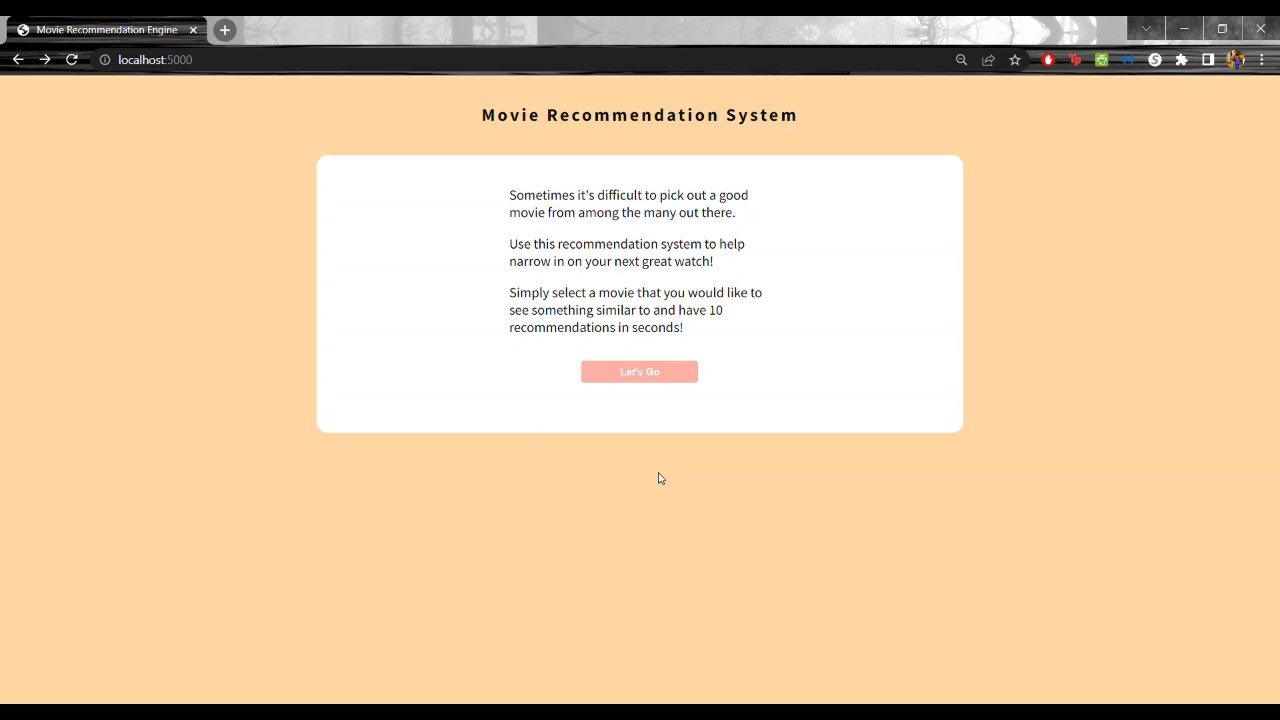 Movie Recommendation Engine
localhost:5000
Movie Recommendation System
Sometimes it's difficult to pick out a good
movie from among the many out there.
Use this recommendation system to help
narrow in on your next great watch!
Simply select a movie that you would like to
see something similar to and have 10
recommendations in seconds!
Let's Go